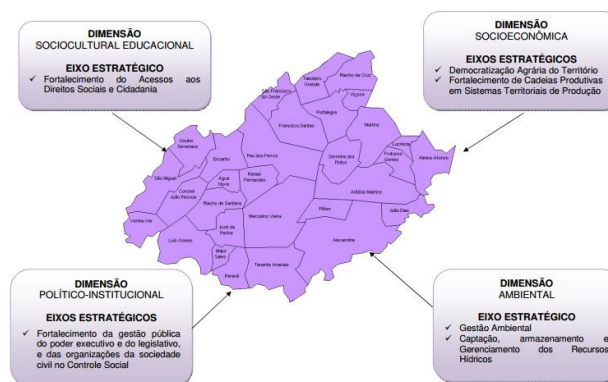 DIMENSÃO
SOCIOCULTURAL EDUCACIONAL
EIXO ESTRATÉGICO
✓ Fortalecimento do Acessos aos
Direitos Sociais e Cidadania
DIMENSÃO
SOCIOECONÔMICA
EIXOS ESTRATÉGICOS
✓ Democratização Agrária do Território
✓ Fortalecimento de Cadeias Produtivas
em Sistemas Territoriais de Produção
Riacho da Cruz
Taboleiro
Grande
São Francisco
do Oeste
Viçosa
Portalegre
Francisco Dantas
Martins
Lucrécia
Doutor
Severiano
Encanto
Pau dos Ferros
Serrinha dos
Pintos
Frutuoso
Gomes
Almino Afonso
São Miguel
Água
Nova
Rafael
Fernandes
Coronel
João Pessoa
Riacho de Santana
Antônio Martins
Venha-Ver
Marcelino Vieira
Pilões
João Dias
Luís Gomes
José da
Penha
Alexandria
Major
Sales
Paraná
Tenente Ananias
DIMENSÃO
POLÍTICO-INSTITUCIONAL
EIXOS ESTRATÉGICOS
✓ Fortalecimento da gestão pública
do poder executivo e do legislativo,
e das organizações da sociedade
civil no Controle Social
DIMENSÃO
AMBIENTAL
EIXO ESTRATÉGICO
✓ Gestão Ambiental
✓ Captação, armazenamento e
Gerenciamento dos Recursos
Hídricos